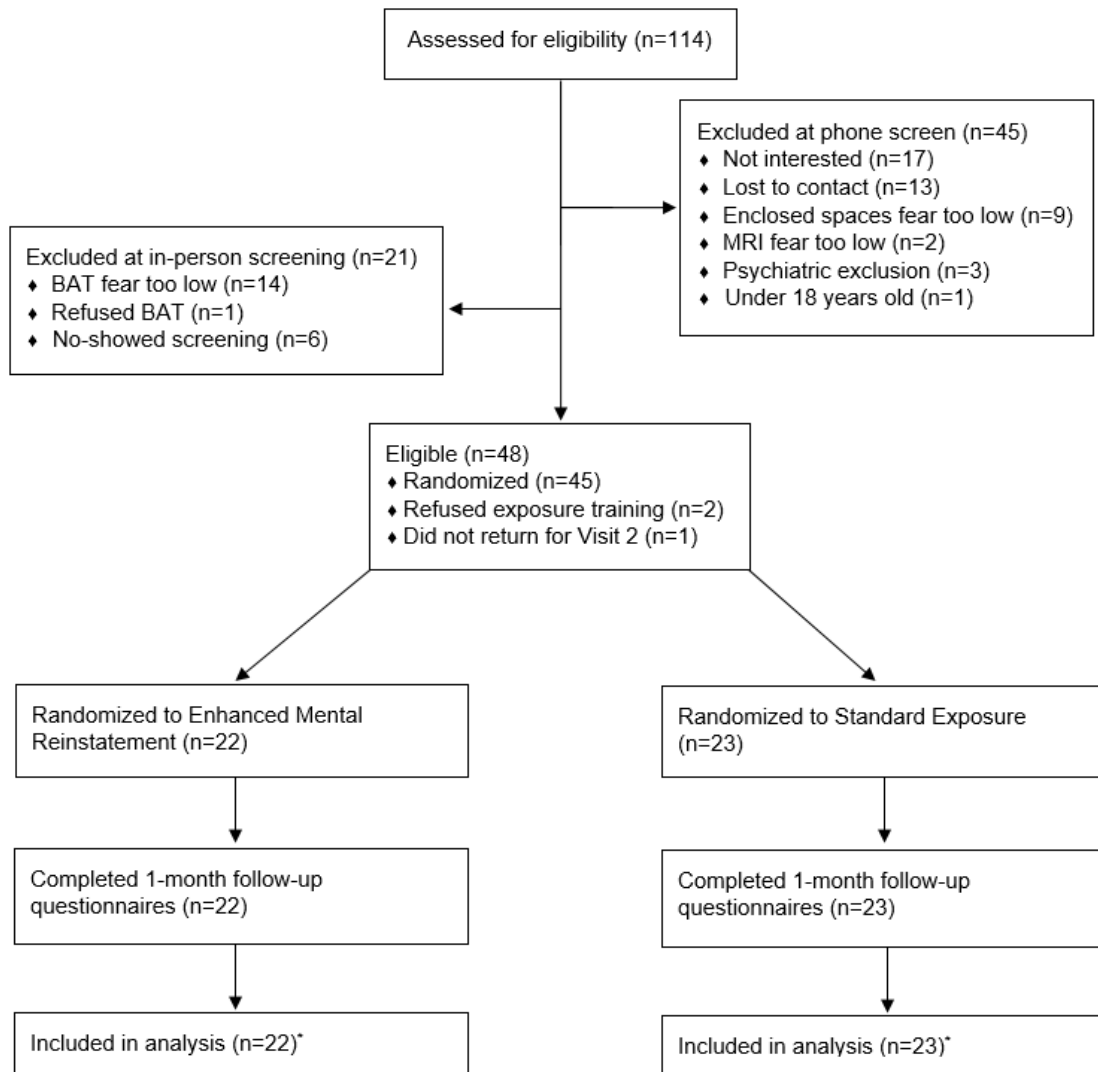 Assessed for eligibility (n=114)
Excluded at phone screen (n=45)
♦ Not interested (n=17)
♦ Lost to contact (n=13)
♦ Enclosed spaces fear too low (n=9)
♦ MRI fear too low (n=2)
♦ Psychiatric exclusion (n=3)
♦ Under 18 years old (n=1)
Excluded at in-person screening (n=21)
♦ BAT fear too low (n=14)
♦ Refused BAT (n=1)
♦ No-showed screening (n=6)
Eligible (n=48)
♦ Randomized (n=45)
♦ Refused exposure training (n=2)
♦ Did not return for Visit 2 (n=1)
Randomized to Enhanced Mental
Reinstatement (n=22)
Randomized to Standard Exposure
(n=23)
Completed 1-month follow-up
questionnaires (n=22)
Completed 1-month follow-up
questionnaires (n=23)
Included in analysis (n=22)*
Included in analysis (n=23)*